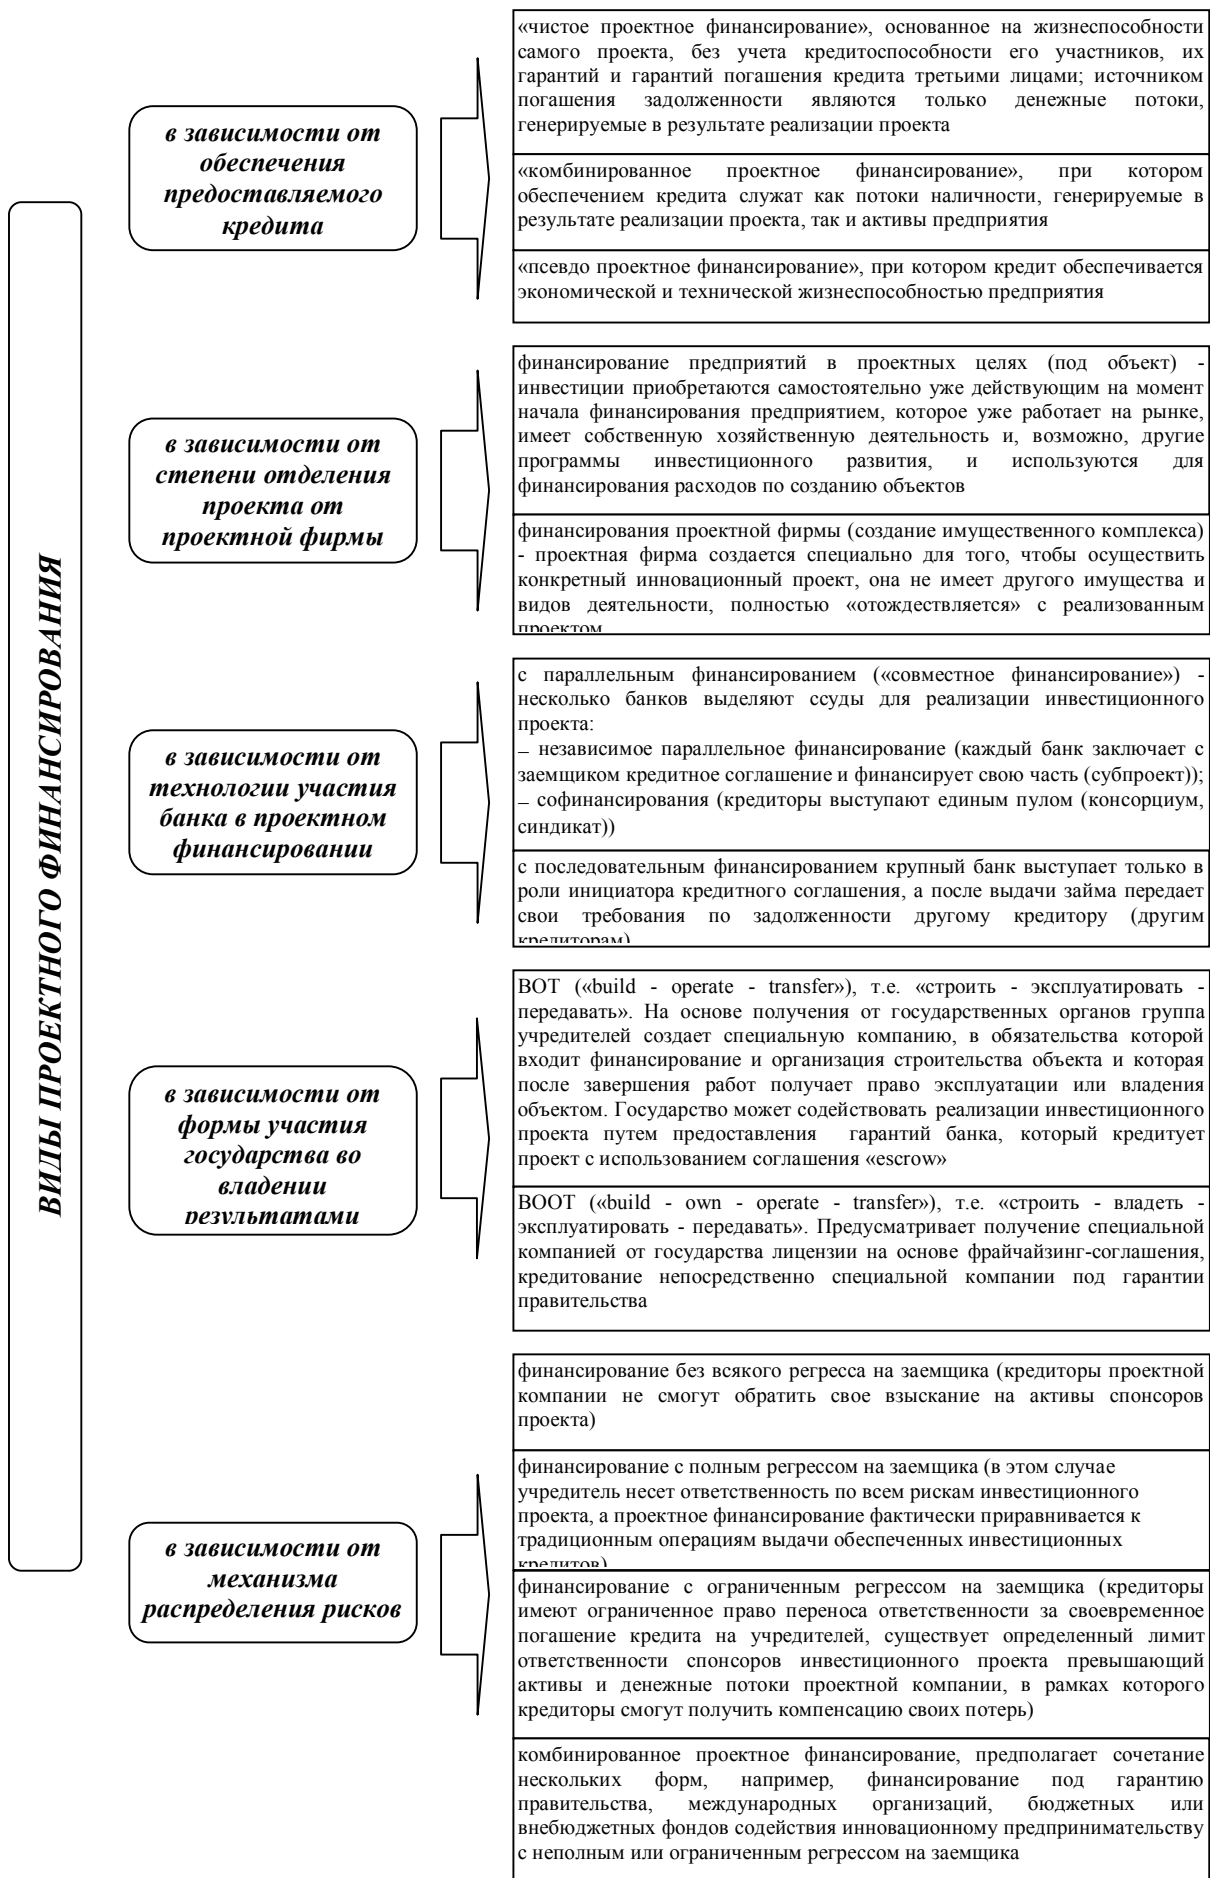 ВИДЫ ПРОЕКТНОГО ФИНАНСИРОВАНИЯ
в зависимости от
обеспечения
предоставляемого
кредита
«чистое проектное финансирование», основанное на жизнеспособности
самого проекта, без учета кредитоспособности его участников, их
гарантий и гарантий погашения кредита третьими лицами; источником
погашения задолженности являются только денежные потоки,
генерируемые в результате реализации проекта
«комбинированное проектное финансирование», при котором
обеспечением кредита служат как потоки наличности, генерируемые в
результате реализации проекта, так и активы предприятия
«псевдо проектное финансирование», при котором кредит обеспечивается
экономической и технической жизнеспособностью предприятия
в зависимости от
степени отделения
проекта от
проектной фирмы
финансирование предприятий в проектных целях (под объект) -
инвестиции приобретаются самостоятельно уже действующим на момент
начала финансирования предприятием, которое уже работает на рынке,
имеет собственную хозяйственную деятельность и, возможно, другие
программы инвестиционного развития, и используются для
финансирования расходов по созданию объектов
финансирования проектной фирмы (создание имущественного комплекса)
- проектная фирма создается специально для того, чтобы осуществить
конкретный инновационный проект, она не имеет другого имущества и
видов деятельности, полностью «отождествляется» с реализованным
проектом
в зависимости от
технологии участия
банка в проектном
финансировании
с параллельным финансированием («совместное финансирование») -
несколько банков выделяют ссуды для реализации инвестиционного
проекта:
– независимое параллельное финансирование (каждый банк заключает с
заемщиком кредитное соглашение и финансирует свою часть (субпроект));
– софинансирования (кредиторы выступают единым пулом (консорциум,
синдикат))
с последовательным финансированием крупный банк выступает только в
роли инициатора кредитного соглашения, а после выдачи займа передает
свои требования по задолженности другому кредитору (другим
кредиторам)
в зависимости от
формы участия
государства во
владении
результатами
BOT («build - operate - transfer»), т.е. «строить - эксплуатировать -
передавать». На основе получения от государственных органов группа
учредителей создает специальную компанию, в обязательства которой
входит финансирование и организация строительства объекта и которая
после завершения работ получает право эксплуатации или владения
объектом. Государство может содействовать реализации инвестиционного
проекта путем предоставления гарантий банка, который кредитует
проект с использованием соглашения «escrow»
BOOT («build - own - operate - transfer»), т.е. «строить - владеть -
эксплуатировать - передавать». Предусматривает получение специальной
компанией от государства лицензии на основе фрайчайзинг-соглашения,
кредитование непосредственно специальной компании под гарантии
правительства
в зависимости от
механизма
распределения рисков
финансирование без всякого регресса на заемщика (кредиторы проектной
компании не смогут обратить свое взыскание на активы спонсоров
проекта)
финансирование с полным регрессом на заемщика (в этом случае
учредитель несет ответственность по всем рискам инвестиционного
проекта, а проектное финансирование фактически приравнивается к
традиционным операциям выдачи обеспеченных инвестиционных
кредитов)
финансирование с ограниченным регрессом на заемщика (кредиторы
имеют ограниченное право переноса ответственности за своевременное
погашение кредита на учредителей, существует определенный лимит
ответственности спонсоров инвестиционного проекта превышающий
активы и денежные потоки проектной компании, в рамках которого
кредиторы смогут получить компенсацию своих потерь)
комбинированное проектное финансирование, предполагает сочетание
нескольких форм, например, финансирование под гарантию
правительства, международных организаций, бюджетных или
внебюджетных фондов содействия инновационному предпринимательству
с неполным или ограниченным регрессом на заемщика